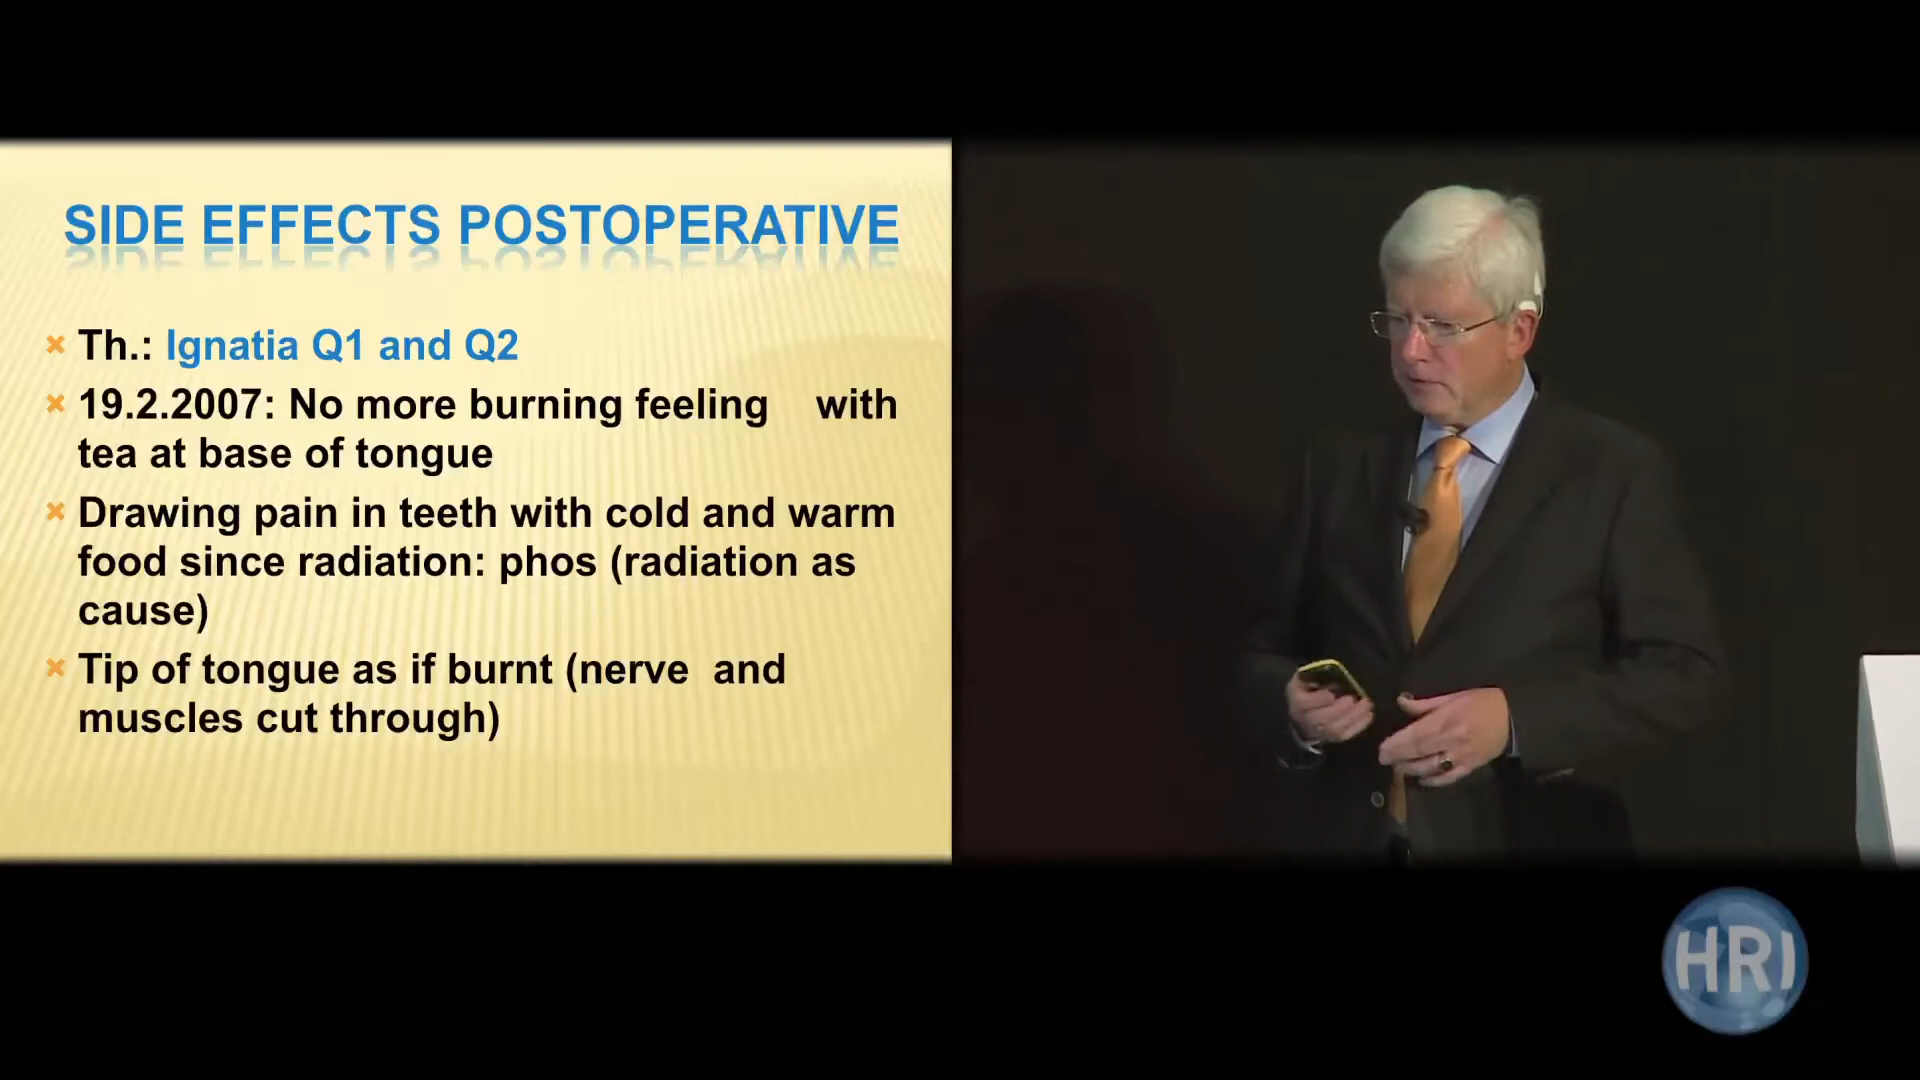 SIDE EFFECTS POSTOPERATIVE
Th.: Ignatia Q1 and Q2
19.2.2007: No more burning feeling with
tea at base of tongue
Drawing pain in teeth with cold and warm
food since radiation: phos (radiation as
cause)
Tip of tongue as if burnt (nerve and
muscles cut through)
HRI